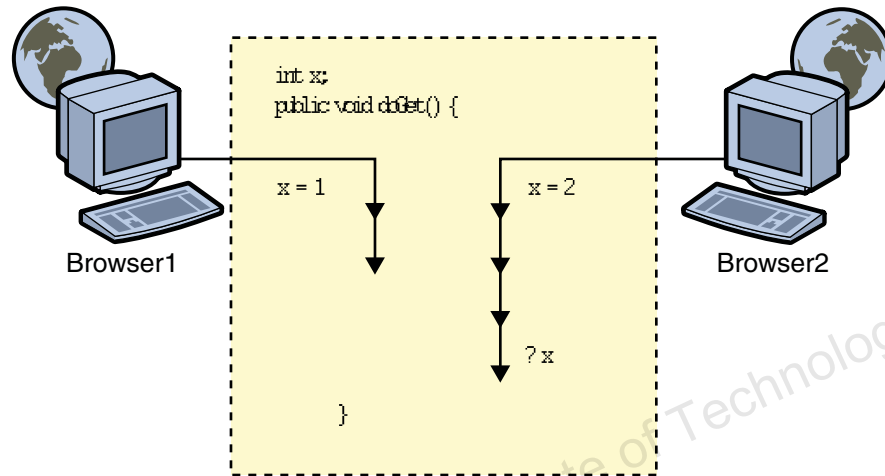 int x;
public void doGet() {
x = 1
x = 2
Browser1
Browser2
? x
}
te of Technolog